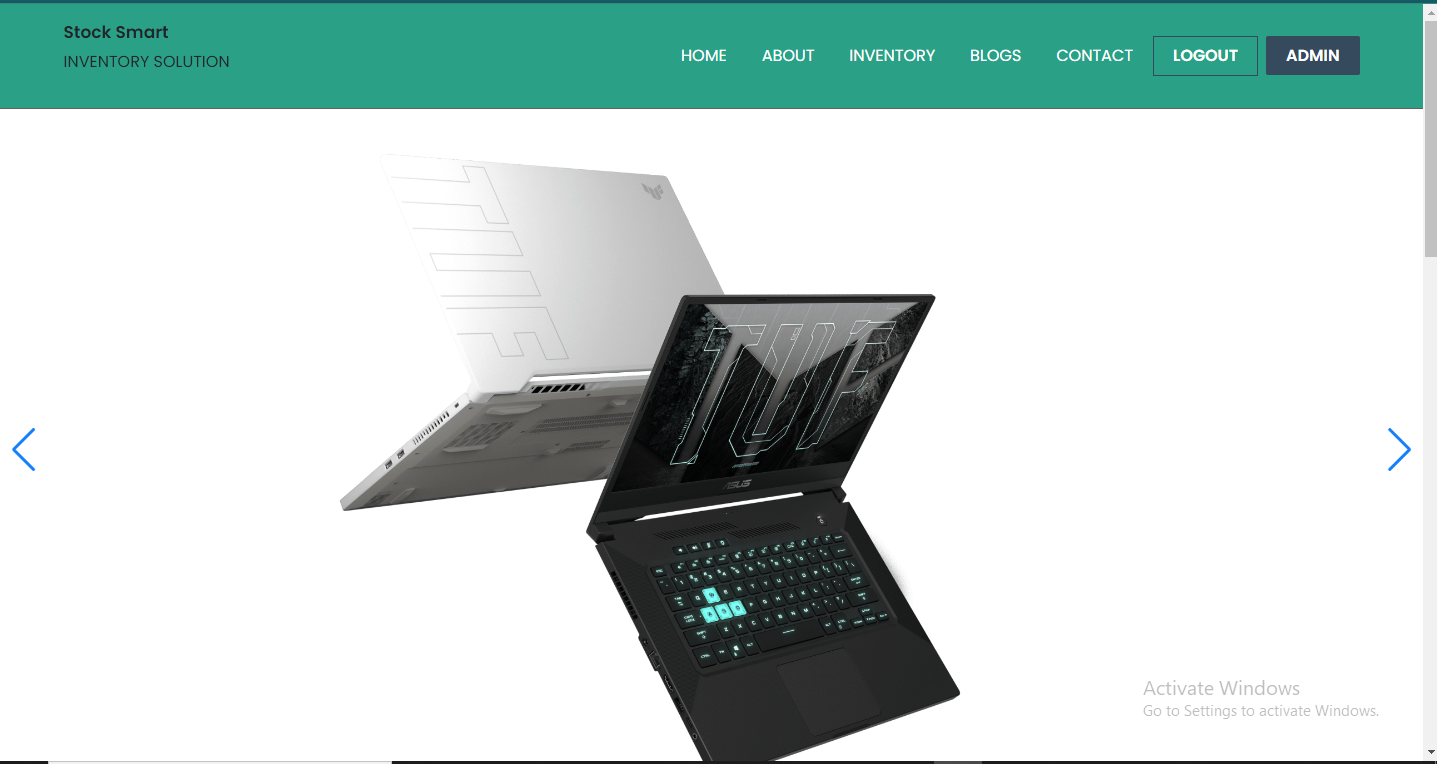 Stock Smart
INVENTORY SOLUTION
HOME ABOUT INVENTORY BLOGS CONTACT LOGOUT ADMIN
TUF
TUF
ASUS
Activate Windows
Go to Settings to activate Windows.